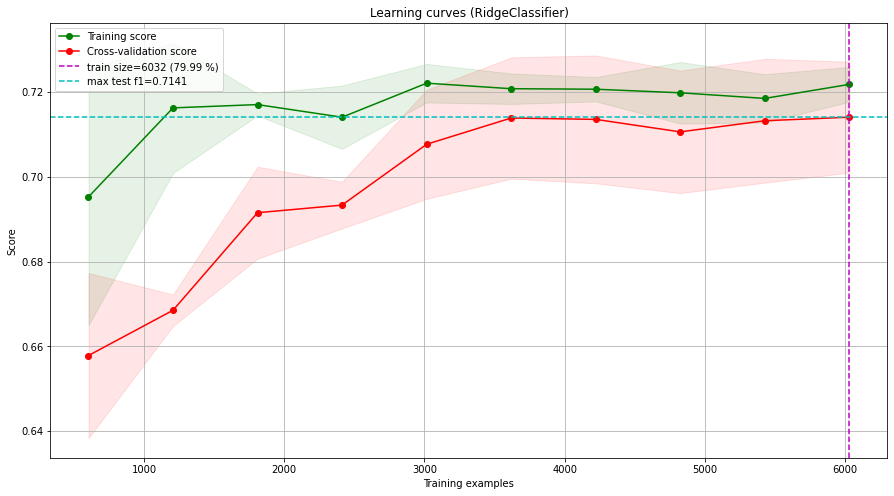 Learning curves (RidgeClassifier)
Training score
Cross-validation score
train size=6032 (79.99 %)
max test f1=0.7141
0.72
0.70
0.68
0.66
0.64
Score
1000 2000 3000 4000 5000 6000
Training examples